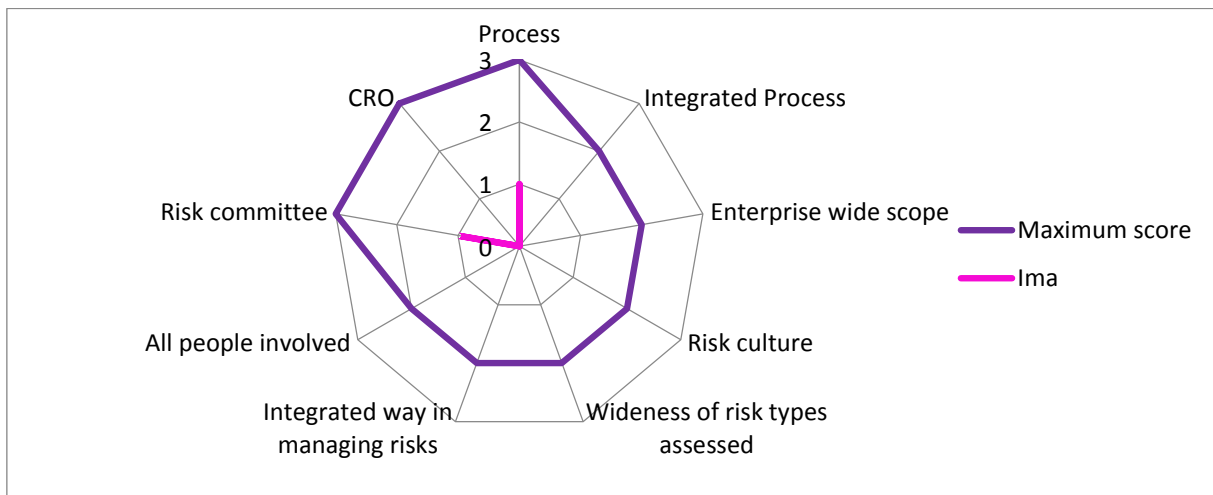 Process
3
CRO
Integrated Process
2
1
Risk committee
Enterprise wide scope
Maximum score
0
Ima
All people involved
Risk culture
Integrated way in
managing risks
Wideness of risk types
assessed